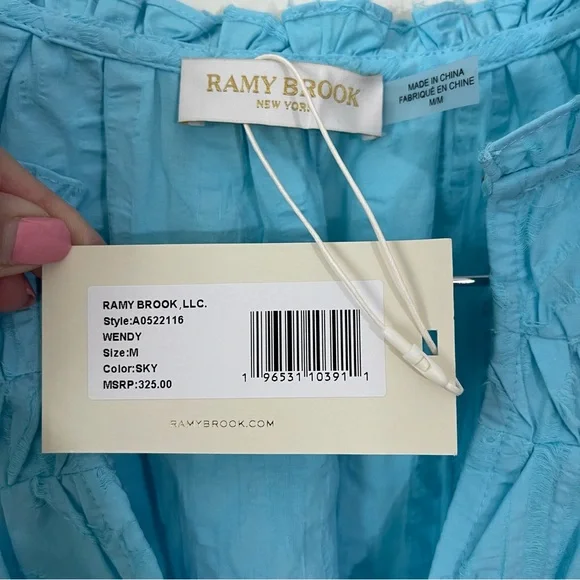 RAMY BROOK
NEW YORK
MADE IN CHINA
FABRIQUÉ EN CHINE
M/M
RAMY BROOK,LLC.
Style:A0522116
WENDY
Size:M
Color:SKY
MSRP:325.00
1 96531 10391 1
RAMYBROOK.COM